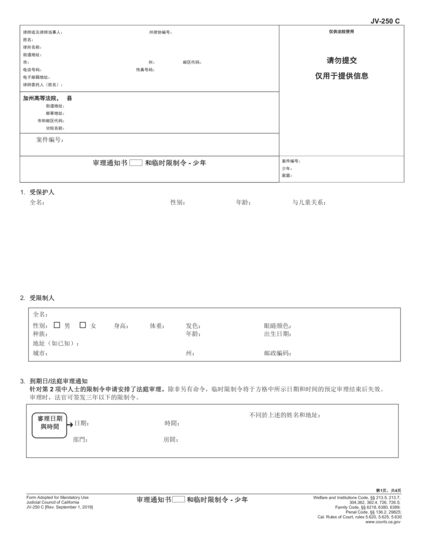 JV-250 C
律师或当律师当事人： 州律协编号：
姓名：
律所名称：
街道地址：
市： 州： 邮区代码：
电话号码： 传真号码：
电子邮箱地址：
律师委托人（姓名）：
仅供法院使用
请勿提交
仅用于提供信息
加州高等法院， 县
街道地址：
邮寄地址：
市和邮区代码：
分院名称：
案件编号：
审理通知书 和临时限制令 - 少年
案件编号：
少年：
家庭：
1. 受保护人
全名： 性别： 年龄： 与儿童关系：
2. 受限制人
全名：
性别： 男 女 身高： 体重： 发色： 眼睛颜色：
种族： 年龄： 出生日期：
地址（如已知）：
城市： 州： 邮政编码：
3. 到期日/法庭审理通知
针对第 2 项中人士的限制令申请安排了法庭审理。除非另有命令，临时限制令将于方格中所示日期和时间的预定审理结束后失效。
审理时，法官可签发三年以下的限制令。
審理日期
與時間
日期： 時間：
部門： 房間：
不同於上述的姓名和地址：
第1页，共4页
Form Adopted for Mandatory Use
Judicial Council of California
JV-250 C [Rev. September 1, 2019]
审理通知书 和临时限制令 - 少年
Welfare and Institutions Code, §§ 213.5, 213.7,
304,362, 362.4, 726, 726.5;
Family Code, §§ 6218, 6380, 6389;
Penal Code, §§ 136.2, 29825;
Cal. Rules of Court, rules 5.620, 5.625, 5.630
www.courts.ca.gov